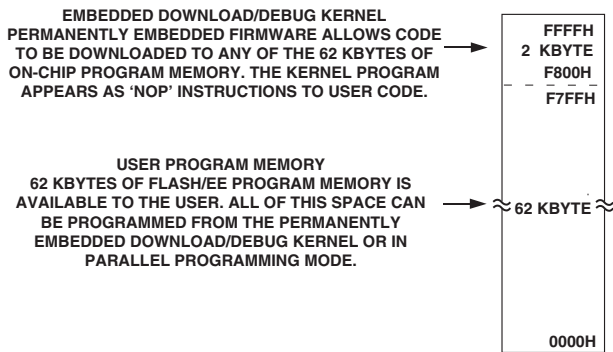 EMBEDDED DOWNLOAD/DEBUG KERNEL
PERMANENTLY EMBEDDED FIRMWARE ALLOWS CODE
TO BE DOWNLOADED TO ANY OF THE 62 KBYTES OF
ON-CHIP PROGRAM MEMORY. THE KERNEL PROGRAM
APPEARS AS ‘NOP’ INSTRUCTIONS TO USER CODE.
FFFFH
2 KBYTE
F800H
F7FFH
USER PROGRAM MEMORY
62 KBYTES OF FLASH/EE PROGRAM MEMORY IS
AVAILABLE TO THE USER. ALL OF THIS SPACE CAN
BE PROGRAMMED FROM THE PERMANENTLY
EMBEDDED DOWNLOAD/DEBUG KERNEL OR IN
PARALLEL PROGRAMMING MODE.
62 KBYTE
0000H